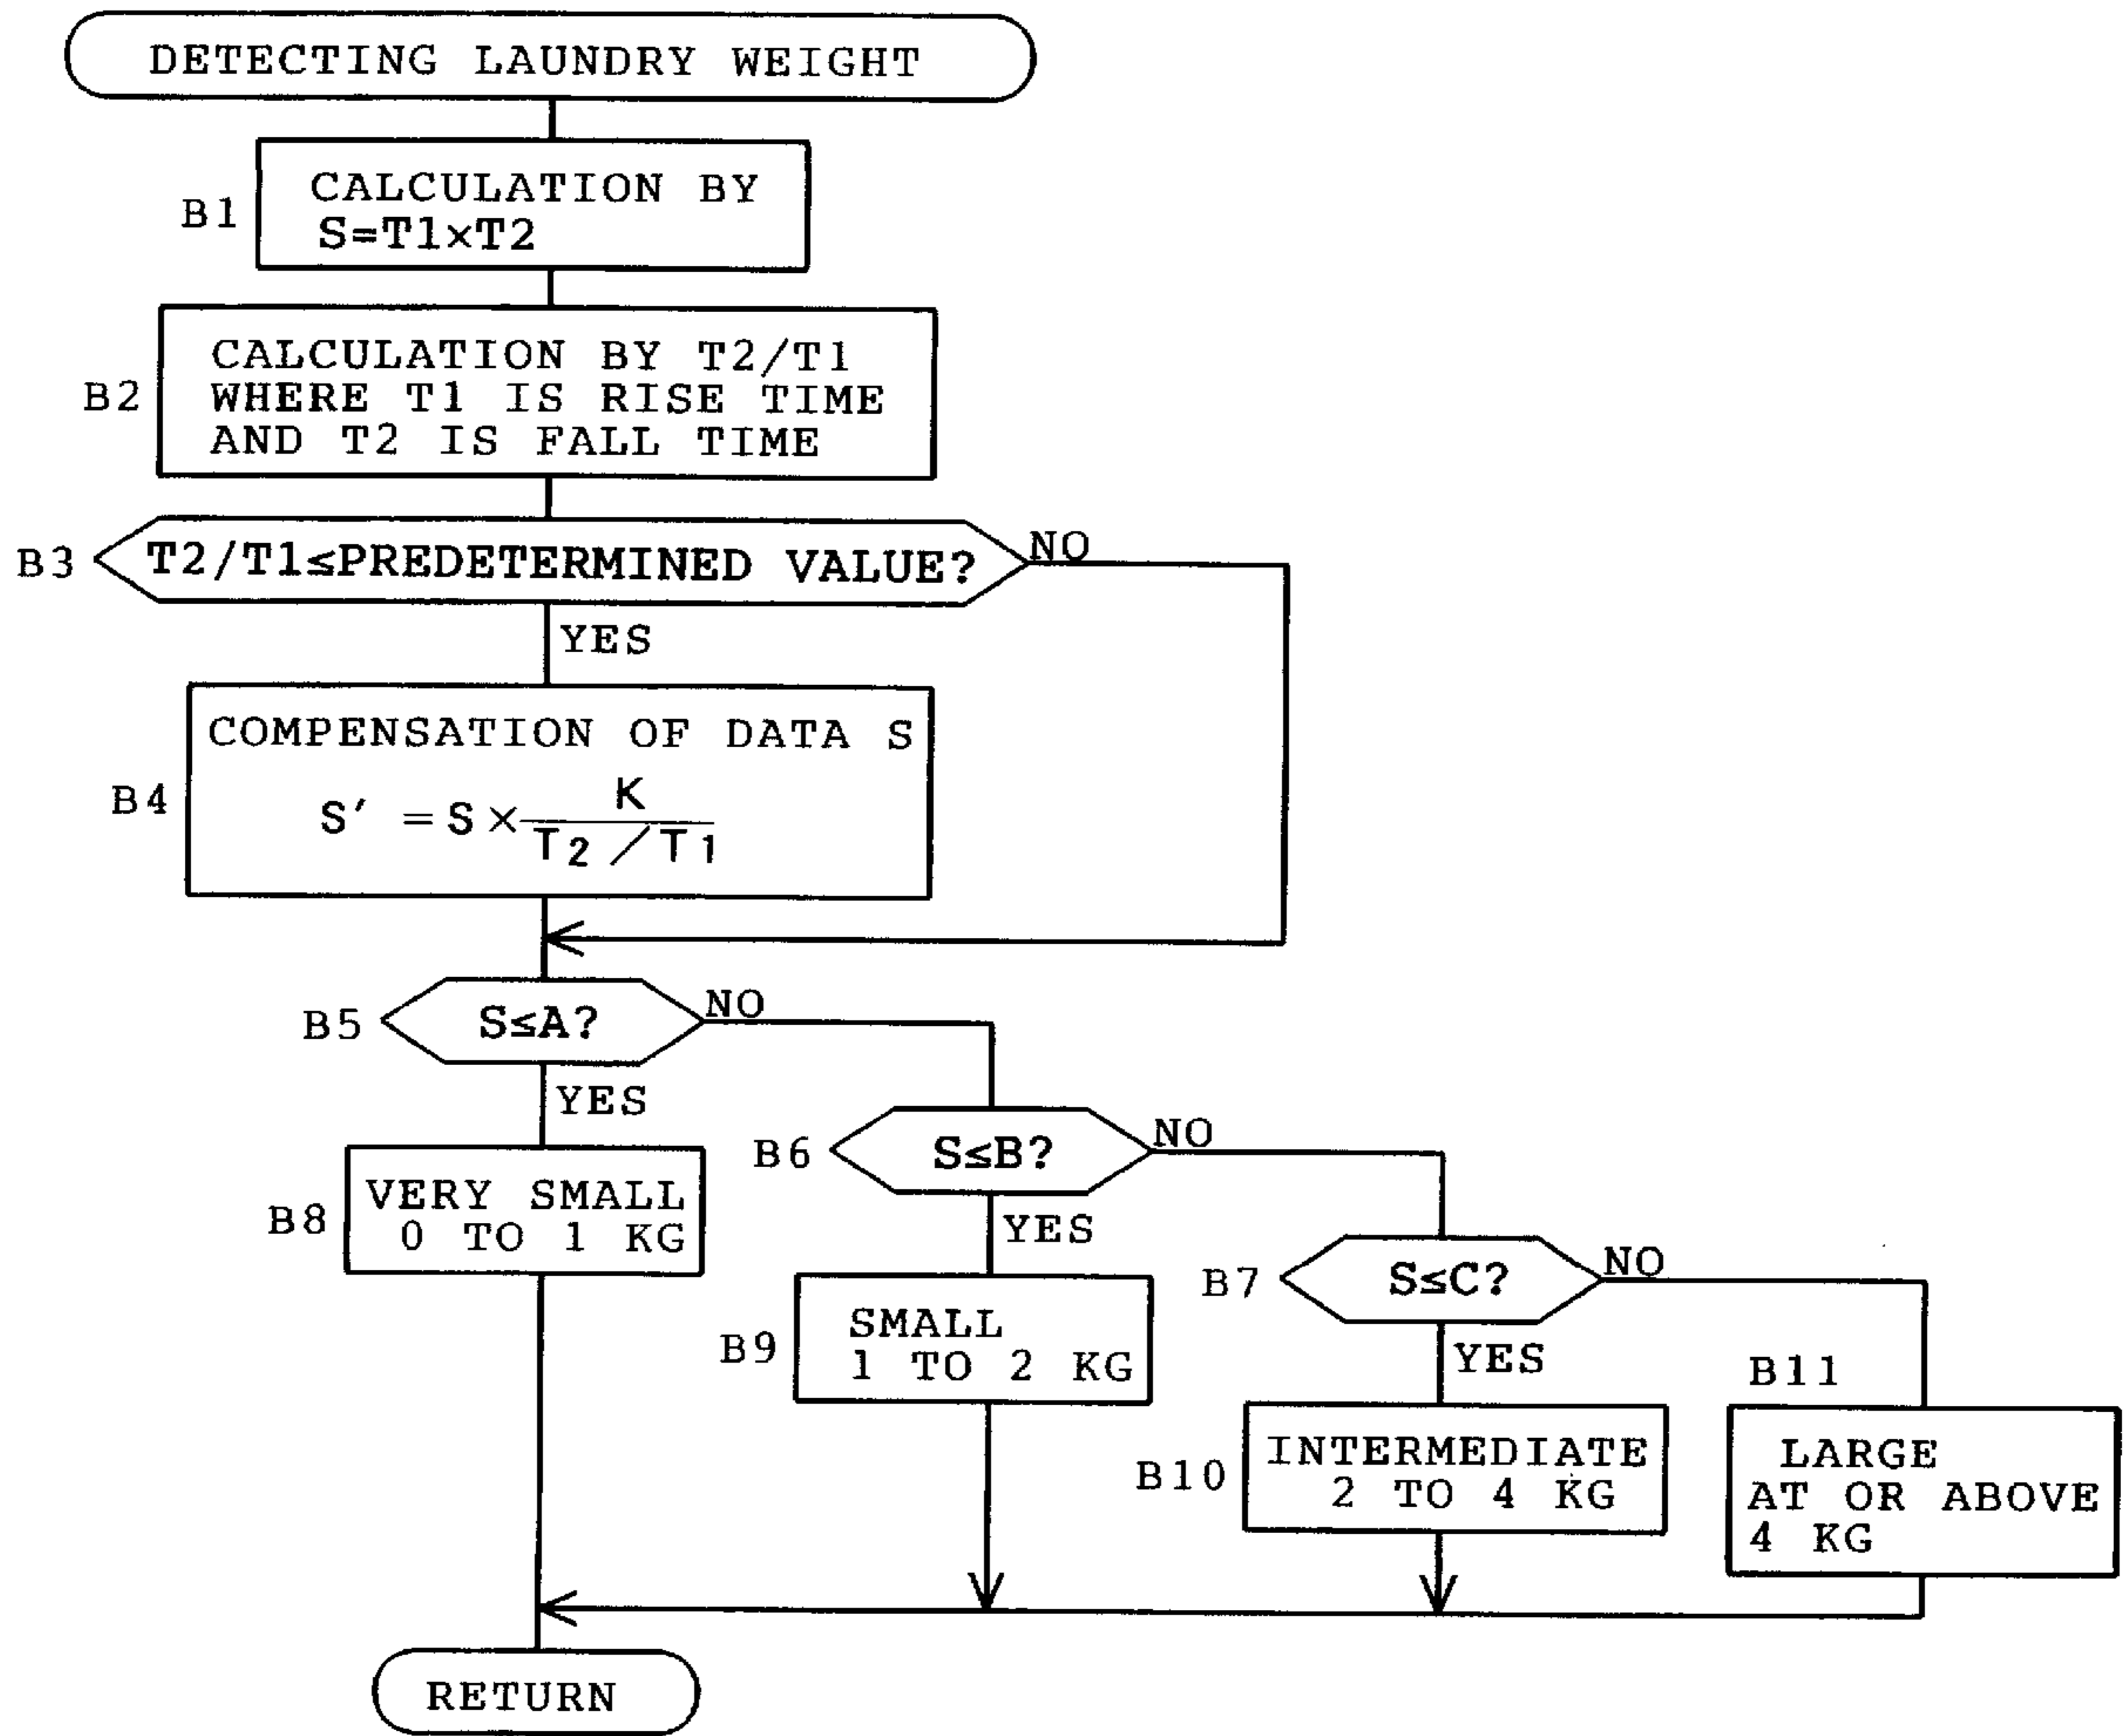 DETECTING LAUNDRY WEIGHT
B1
CALCULATION BY
S=T1×T2
B2
CALCULATION BY T2/T1
WHERE T1 IS RISE TIME
AND T2 IS FALL TIME
B3
T2/T1≤PREDETERMINED VALUE?
NO
YES
B4
COMPENSATION OF DATA S
S' = S × K / (T2 / T1)
B5
S≤A?
NO
YES
B6
S≤B?
NO
YES
B7
S≤C?
NO
YES
B8
VERY SMALL
0 TO 1 KG
B9
SMALL
1 TO 2 KG
B10
INTERMEDIATE
2 TO 4 KG
B11
LARGE
AT OR ABOVE
4 KG
RETURN